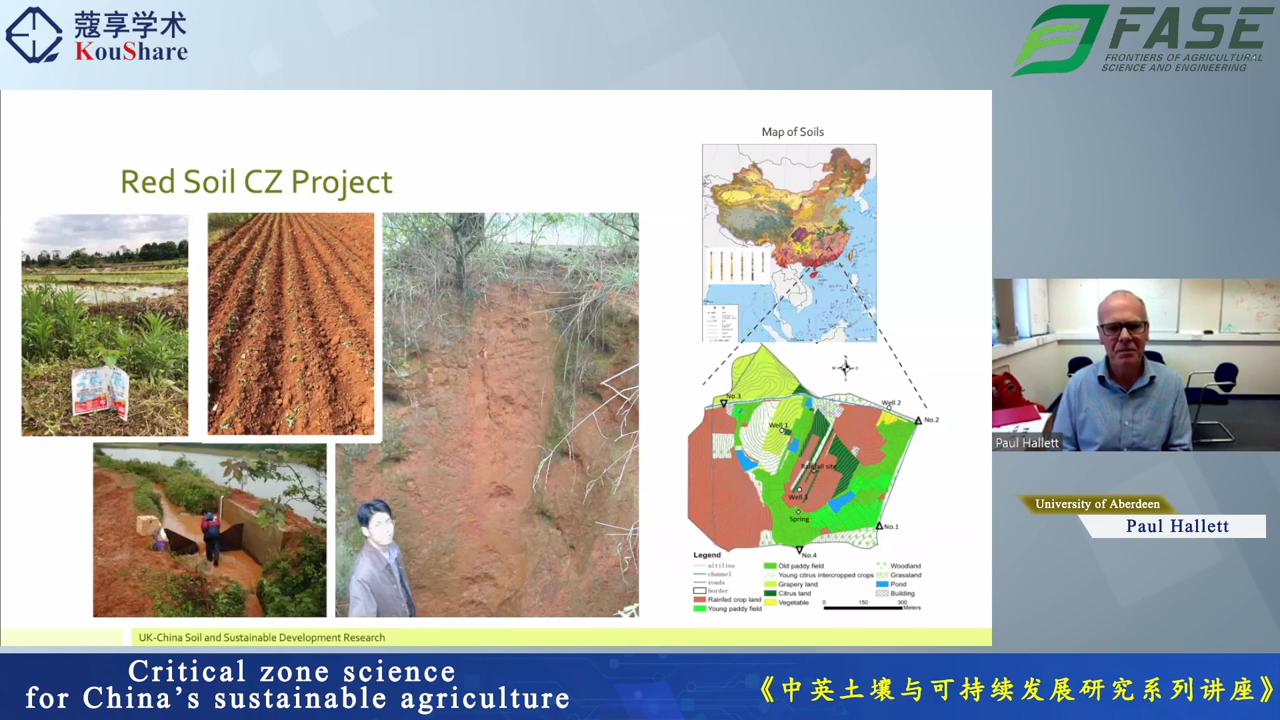 蔻享学术
KouShare
FASE
FRONTIERS OF AGRICULTURAL
SCIENCE AND ENGINEERING
Red Soil CZ Project
Map of Soils
No.3
Well 1
Well 2
No.2
Rainfall site
Well 3
Spring
No.1
No.4
Legend
altiline
channel
roads
border
Rainfed crop land
Young paddy field
Old paddy field
Young citrus intercropped crops
Grapery land
Citrus land
Vegetable
Woodland
Grassland
Pond
Building
0 150 300
Meters
UK-China Soil and Sustainable Development Research
Paul Hallett
University of Aberdeen
Paul Hallett
Critical zone science
for China’s sustainable agriculture
《中英土壤与可持续发展研究系列讲座》